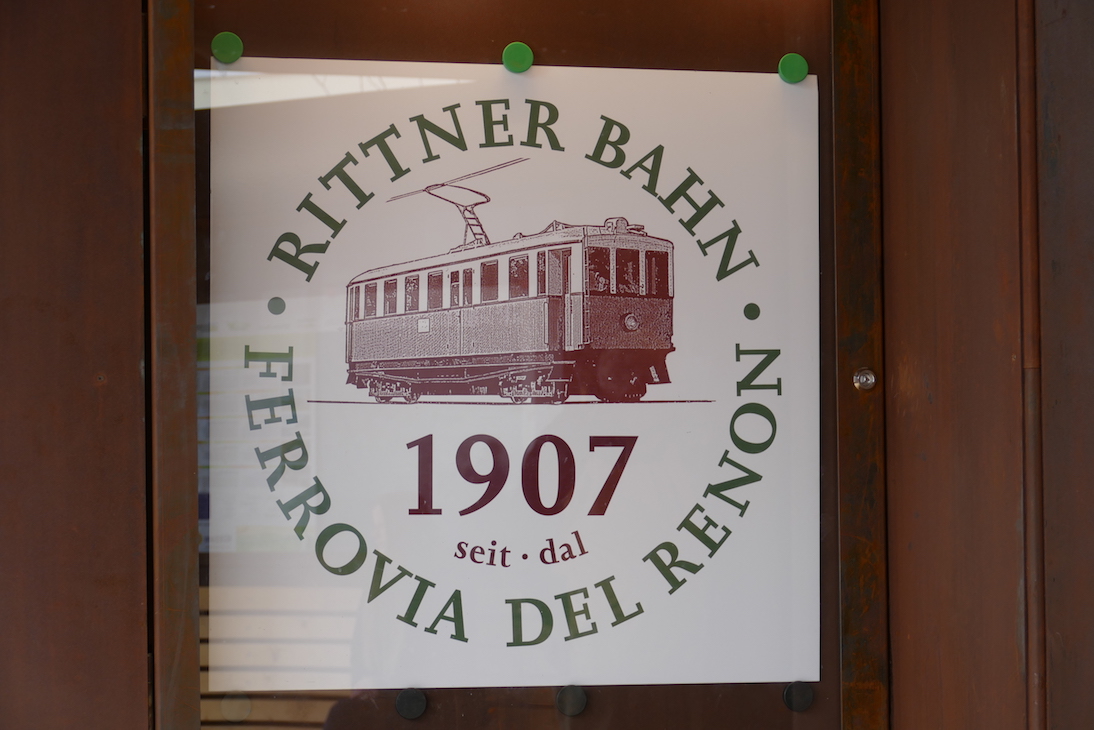 RITTNER BAHN
1907
seit · dal
FERROVIA DEL RENON